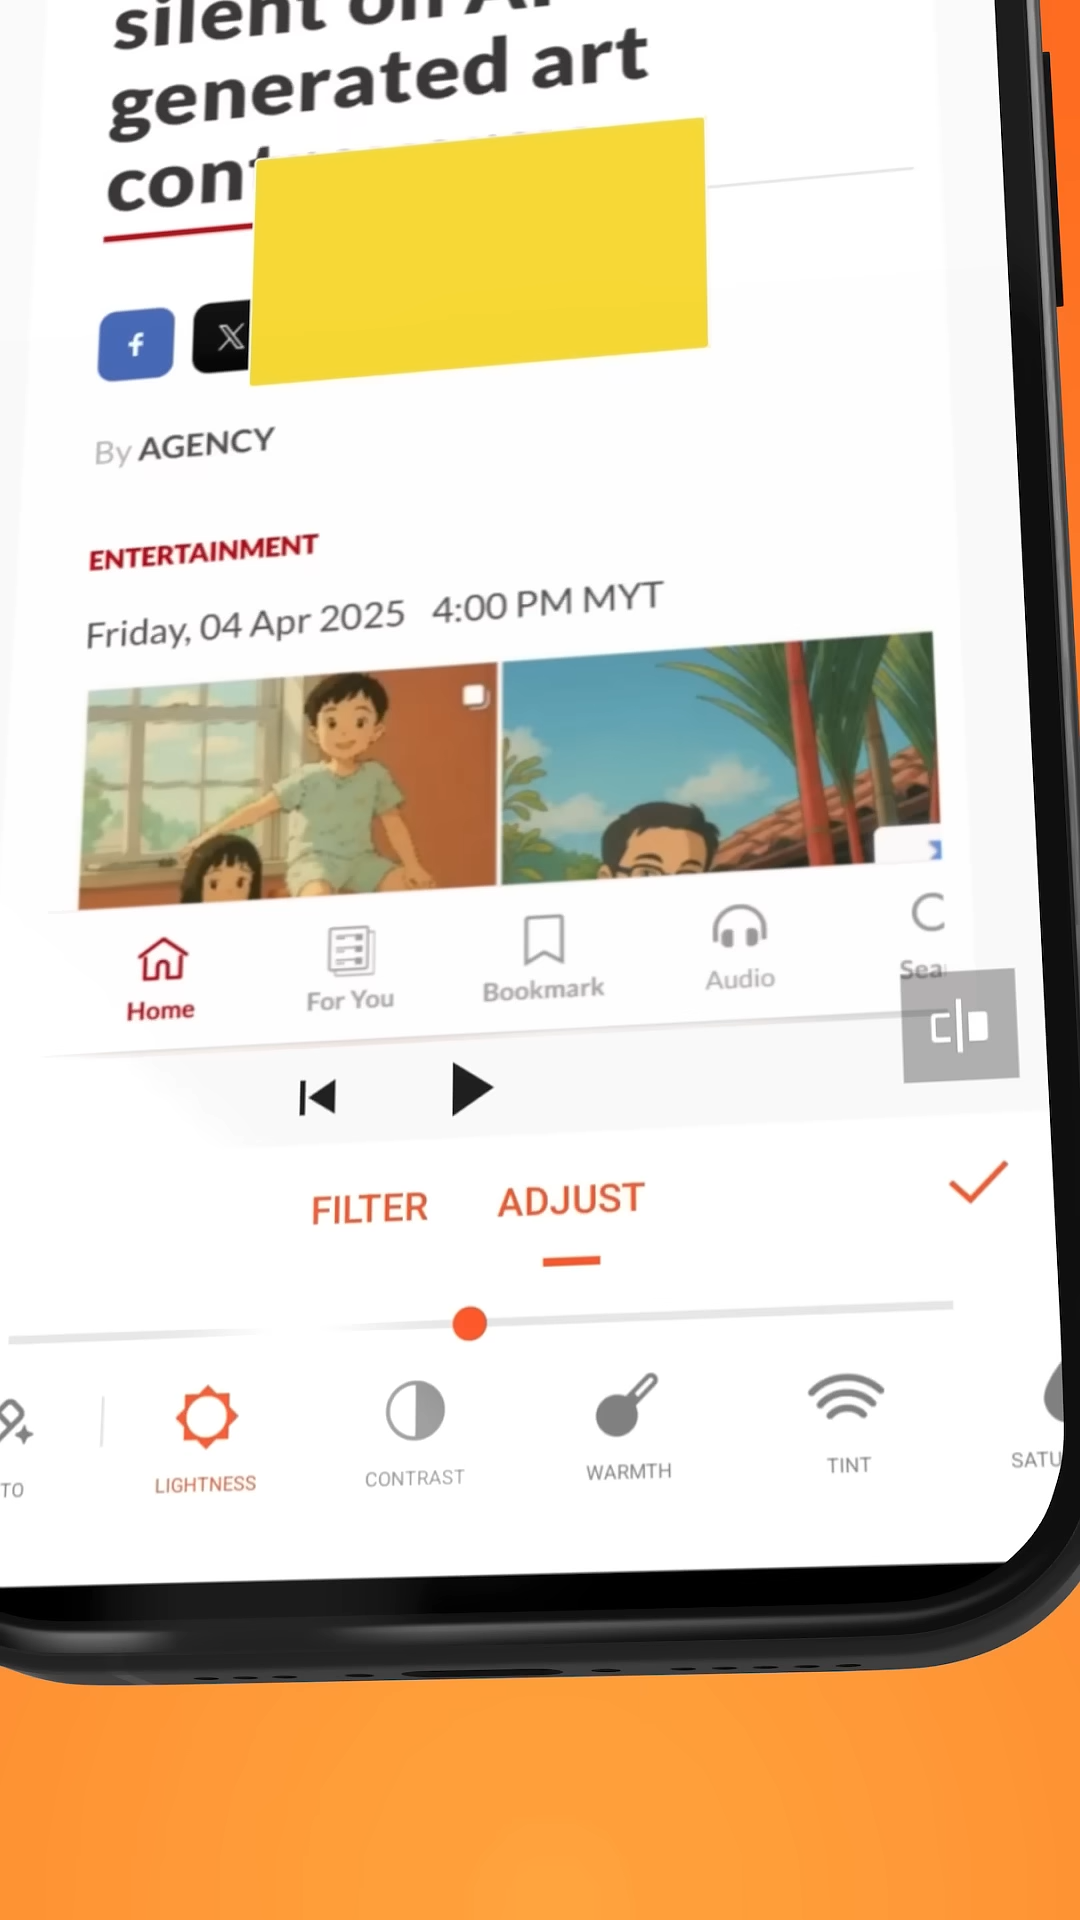 silent on AI-
generated art
By AGENCY
ENTERTAINMENT
Friday, 04 Apr 2025 4:00 PM MYT
Home
For You
Bookmark
Audio
FILTER
ADJUST
LIGHTNESS
CONTRAST
WARMTH
TINT